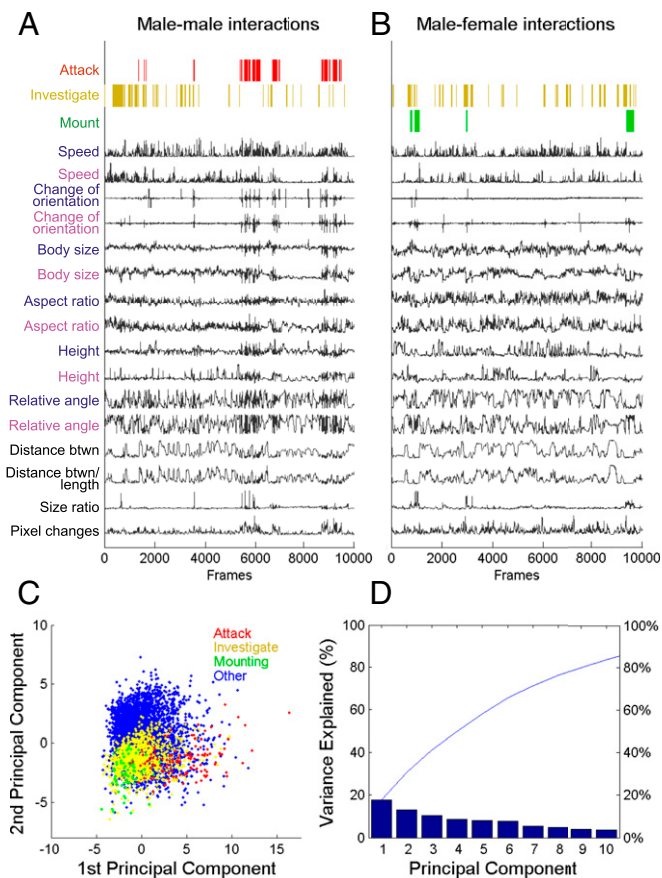 A
Male-male interactions
B
Male-female interactions
Attack
Investigate
Mount
Speed
Speed
Change of
orientation
Change of
orientation
Body size
Body size
Aspect ratio
Aspect ratio
Height
Height
Relative angle
Relative angle
Distance btwn
Distance btwn/
length
Size ratio
Pixel changes
0 2000 4000 6000 8000 10000
Frames
0 2000 4000 6000 8000 10000
Frames
C
10
5
0
-5
-10 -5 0 5 10 15 20
2nd Principal Component
1st Principal Component
Attack
Investigate
Mounting
Other
D
100
80
60
40
20
0
100%
80%
60%
40%
20%
0%
Variance Explained (%)
1 2 3 4 5 6 7 8 9 10
Principal Component